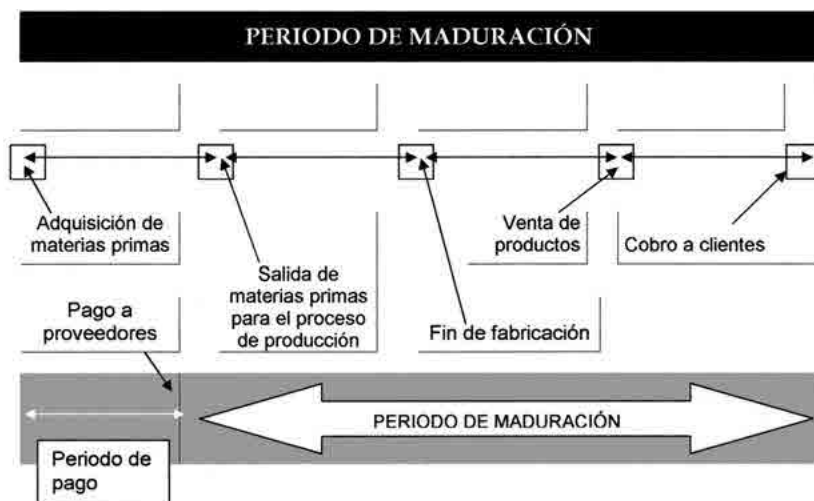 PERIODO DE MADURACIÓN
Adquisición de
materias primas
Salida de
materias primas
para el proceso
de producción
Fin de fabricación
Venta de
productos
Cobro a clientes
Pago a
proveedores
PERIODO DE MADURACIÓN
Periodo de
pago